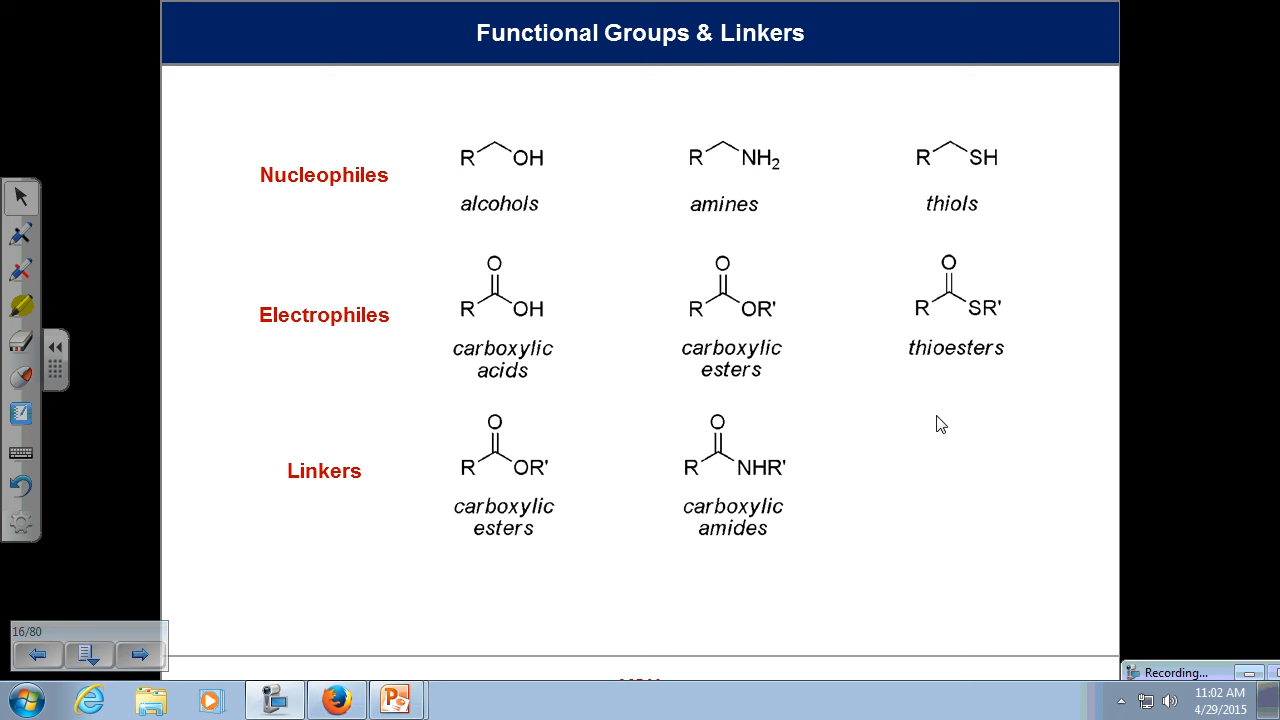 Functional Groups & Linkers
Nucleophiles
R OH
R NH2
R SH
alcohols
amines
thiols
Electrophiles
O
R OH
O
R OR'
O
R SR'
carboxylic
acids
carboxylic
esters
thioesters
Linkers
O
R OR'
O
R NHR'
carboxylic
esters
carboxylic
amides
16/80
Recording...
11:02 AM
4/29/2015